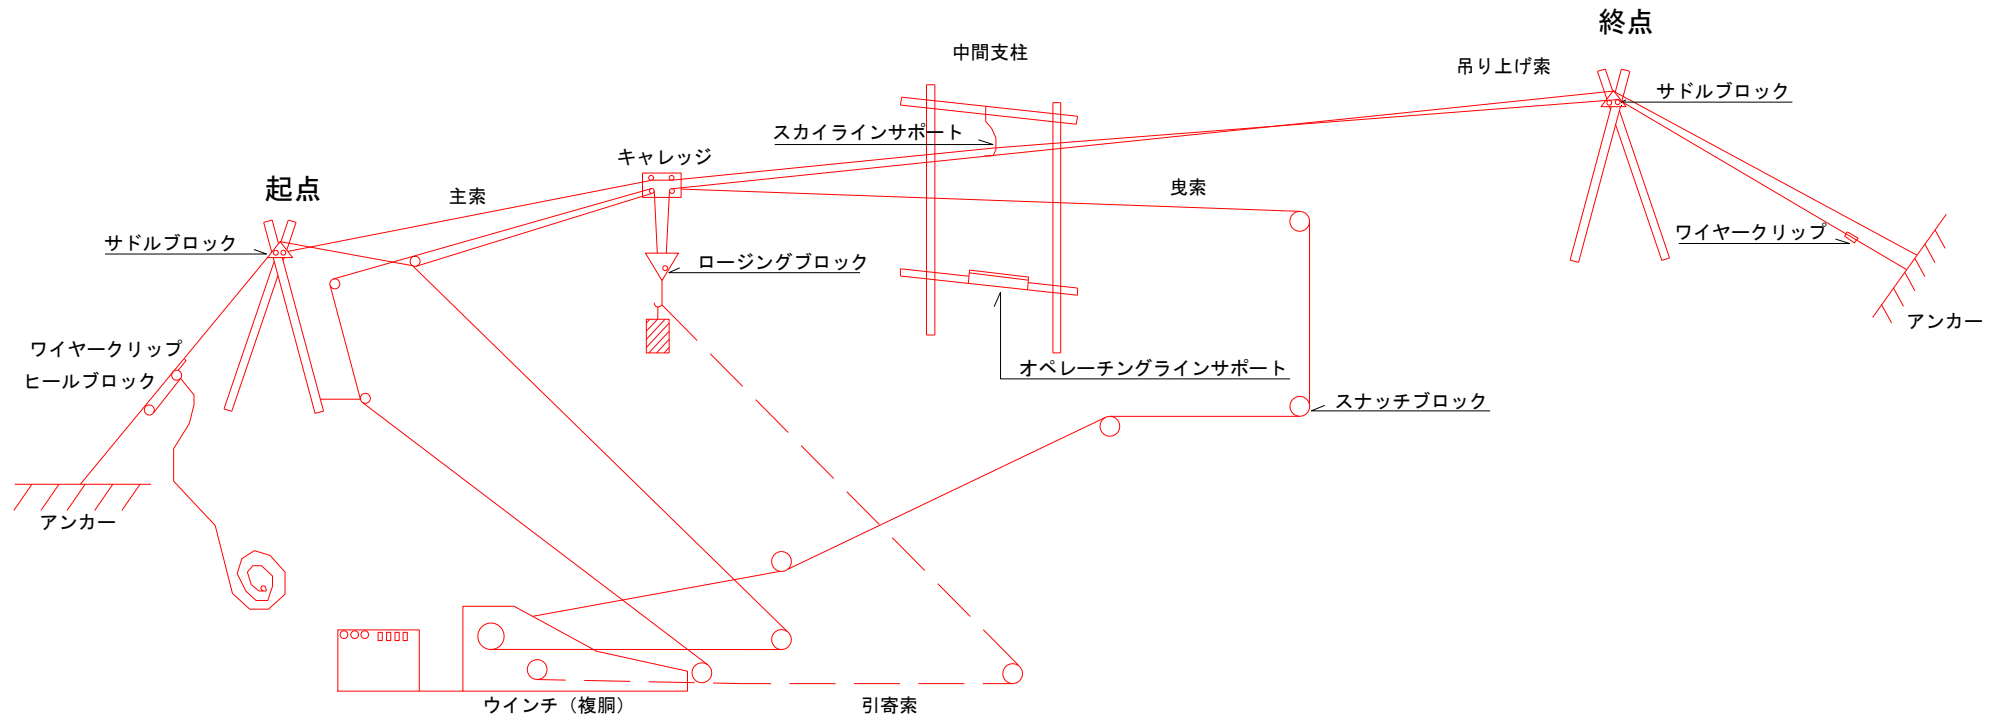 終点
中間支柱
吊り上げ索
サドルブロック
スカイラインサポート
キャレッジ
起点
主索
曳索
サドルブロック
ワイヤークリップ
ロージングブロック
アンカー
ワイヤークリップ
オペレーチングラインサポート
ヒールブロック
スナッチブロック
アンカー
ウインチ（複胴）
引寄索